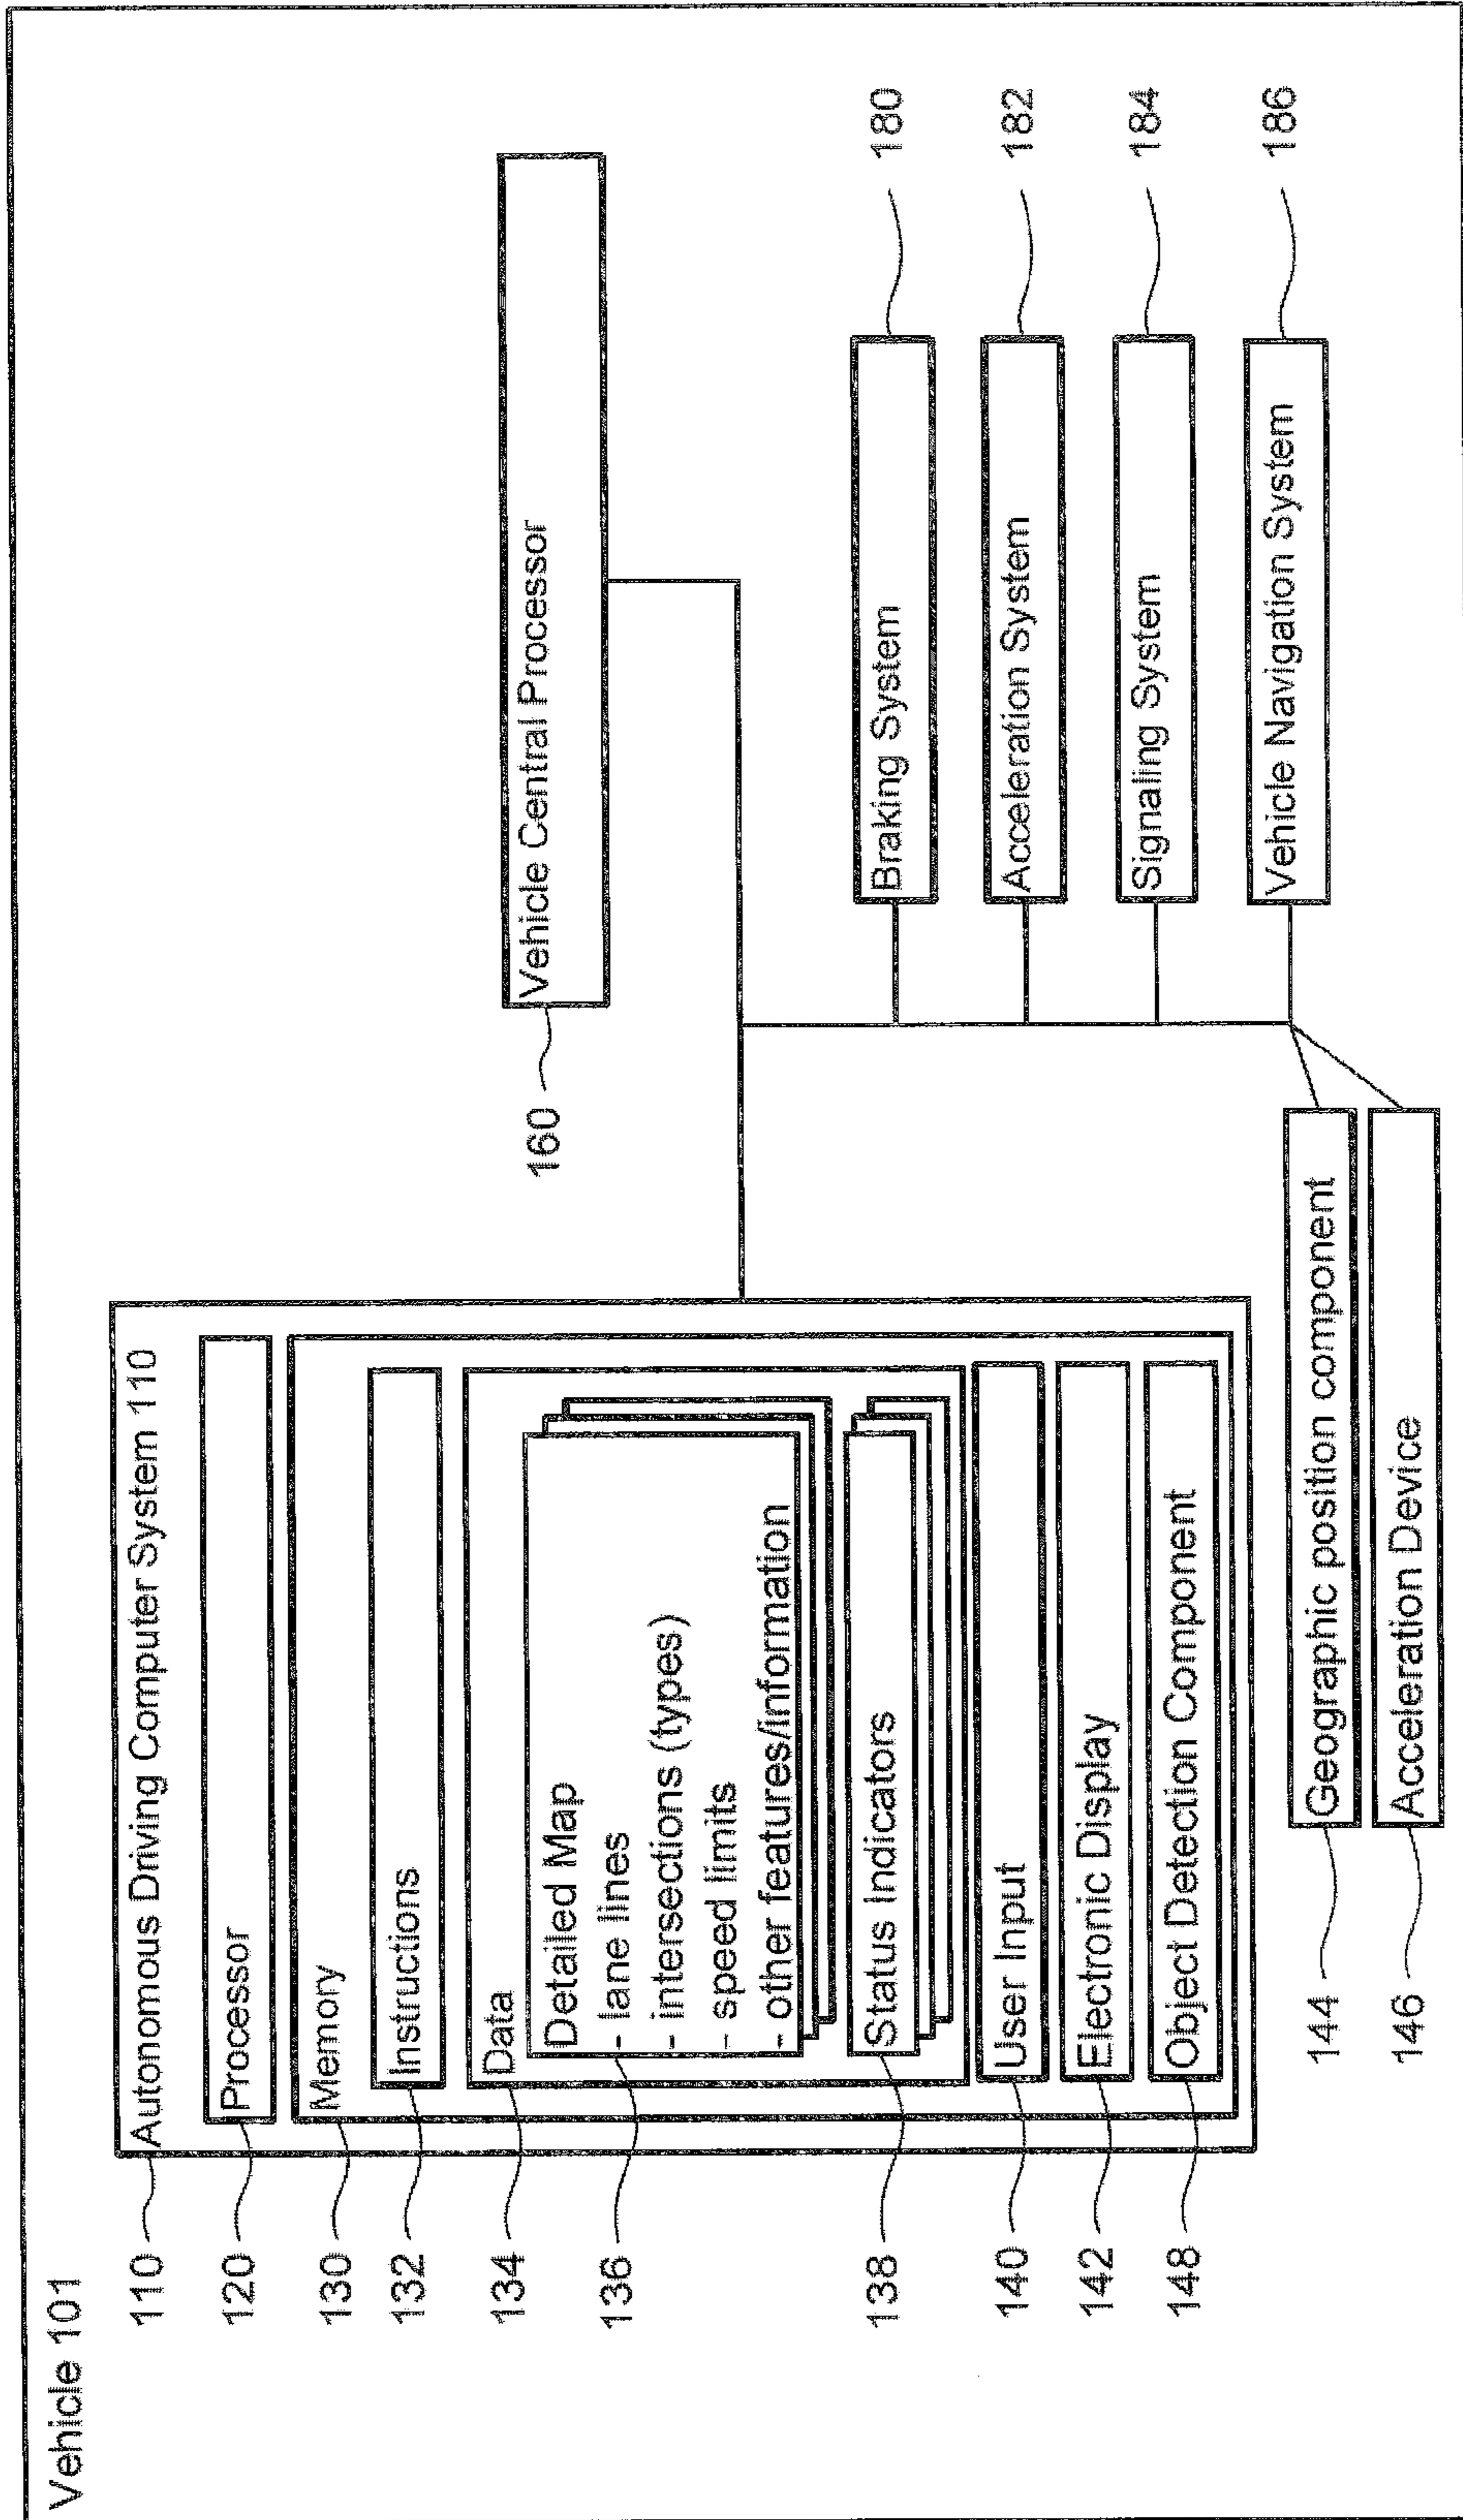 Vehicle 101
Autonomous Driving Computer System 110
110
Processor
120
Memory
130
Instructions
132
Data
134
Detailed Map
- lane lines
- intersections (types)
- speed limits
- other features/information
136
Status Indicators
138
User Input
140
Electronic Display
142
Object Detection Component
148
Geographic position component
144
Acceleration Device
146
Vehicle Central Processor
160
Braking System
180
Acceleration System
182
Signaling System
184
Vehicle Navigation System
186